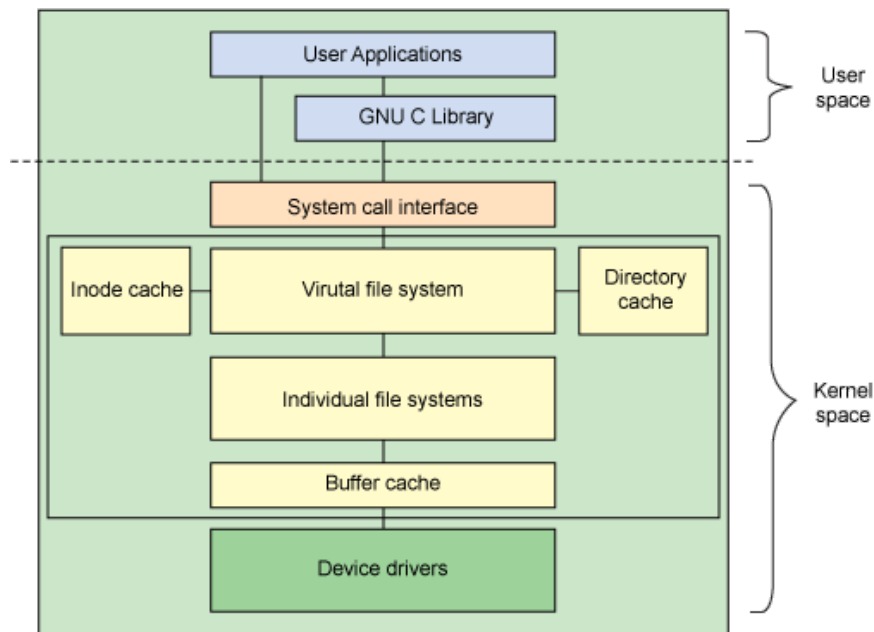 User Applications
User
space
GNU C Library
System call interface
Inode cache
Virutal file system
Directory
cache
Individual file systems
Kernel
space
Buffer cache
Device drivers